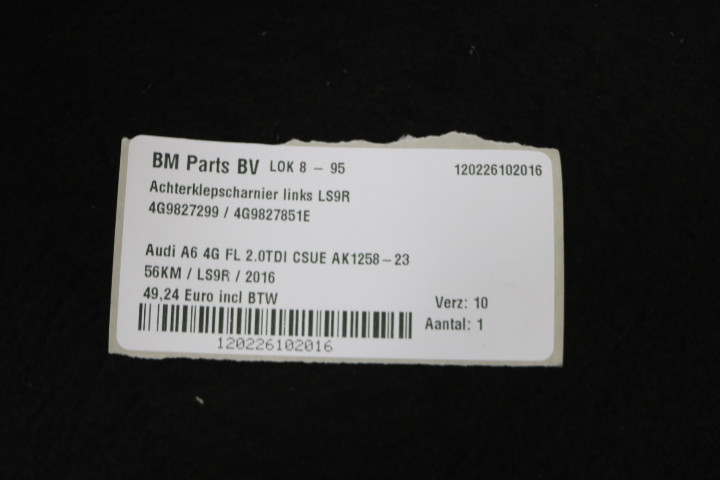 BM Parts BV LOK 8 - 95 120226102016
Achterklepscharnier links LS9R
4G9827299 / 4G9827851E
Audi A6 4G FL 2.0TDI CSUE AK1258-23
56KM / LS9R / 2016
49,24 Euro incl BTW
Verz: 10
Aantal: 1
120226102016